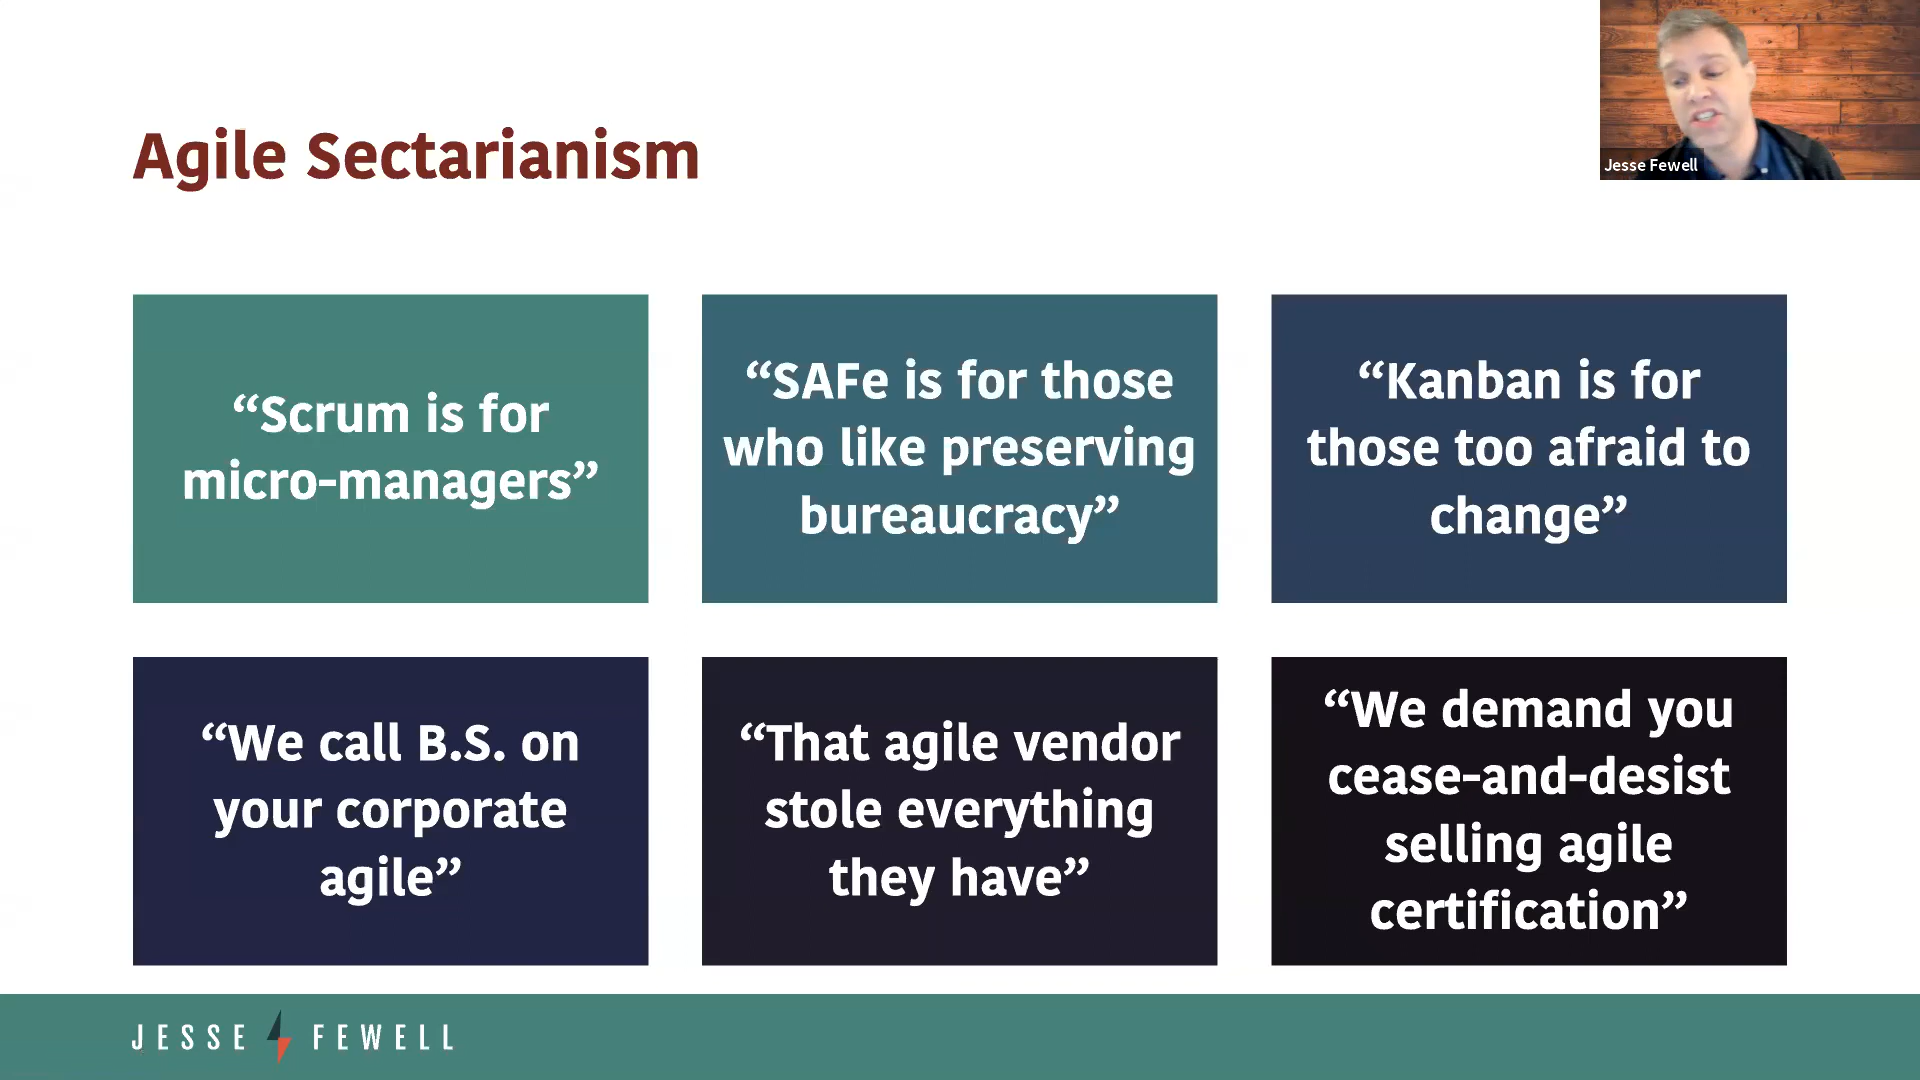 Agile Sectarianism
Jesse Fewell
“Scrum is for
micro-managers”
“SAFe is for those
who like preserving
bureaucracy”
“Kanban is for
those too afraid to
change”
“We call B.S. on
your corporate
agile”
“That agile vendor
stole everything
they have”
“We demand you
cease-and-desist
selling agile
certification”
JESSE FEWELL